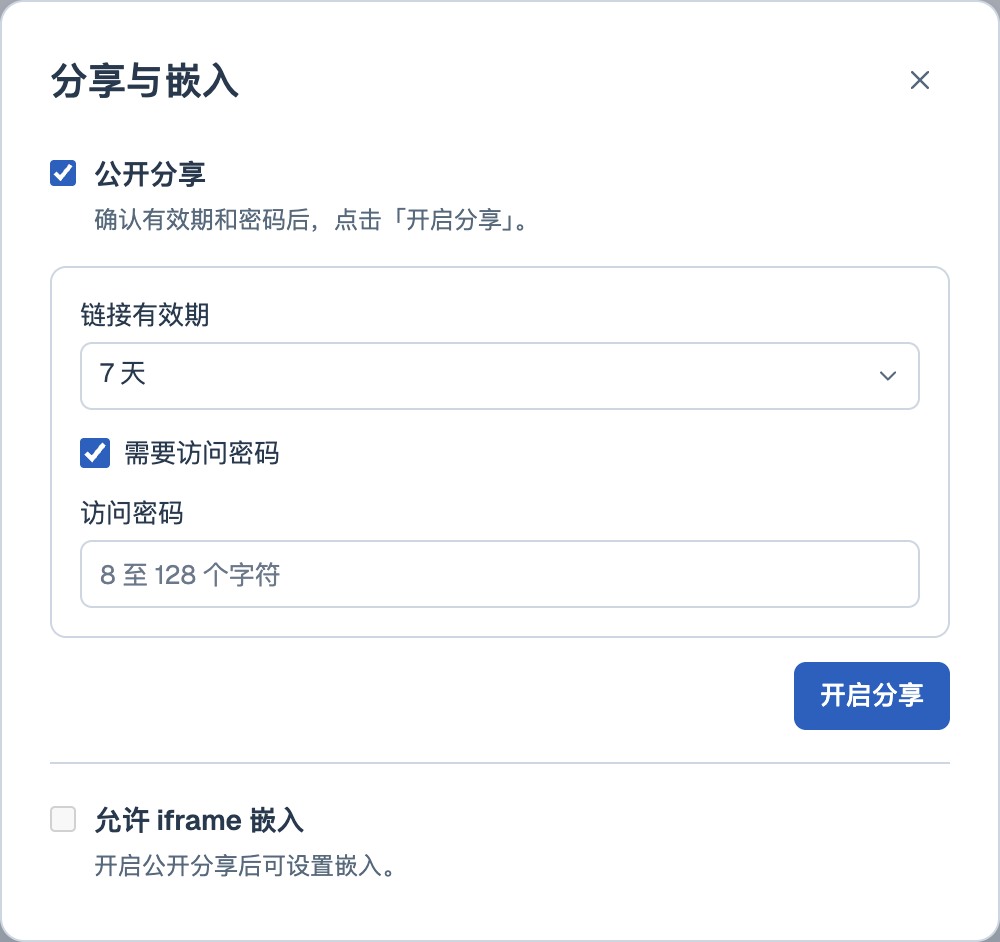 分享与嵌入
公开分享
确认有效期和密码后，点击「开启分享」。
链接有效期
7 天
需要访问密码
访问密码
8 至 128 个字符
开启分享
允许 iframe 嵌入
开启公开分享后可设置嵌入。